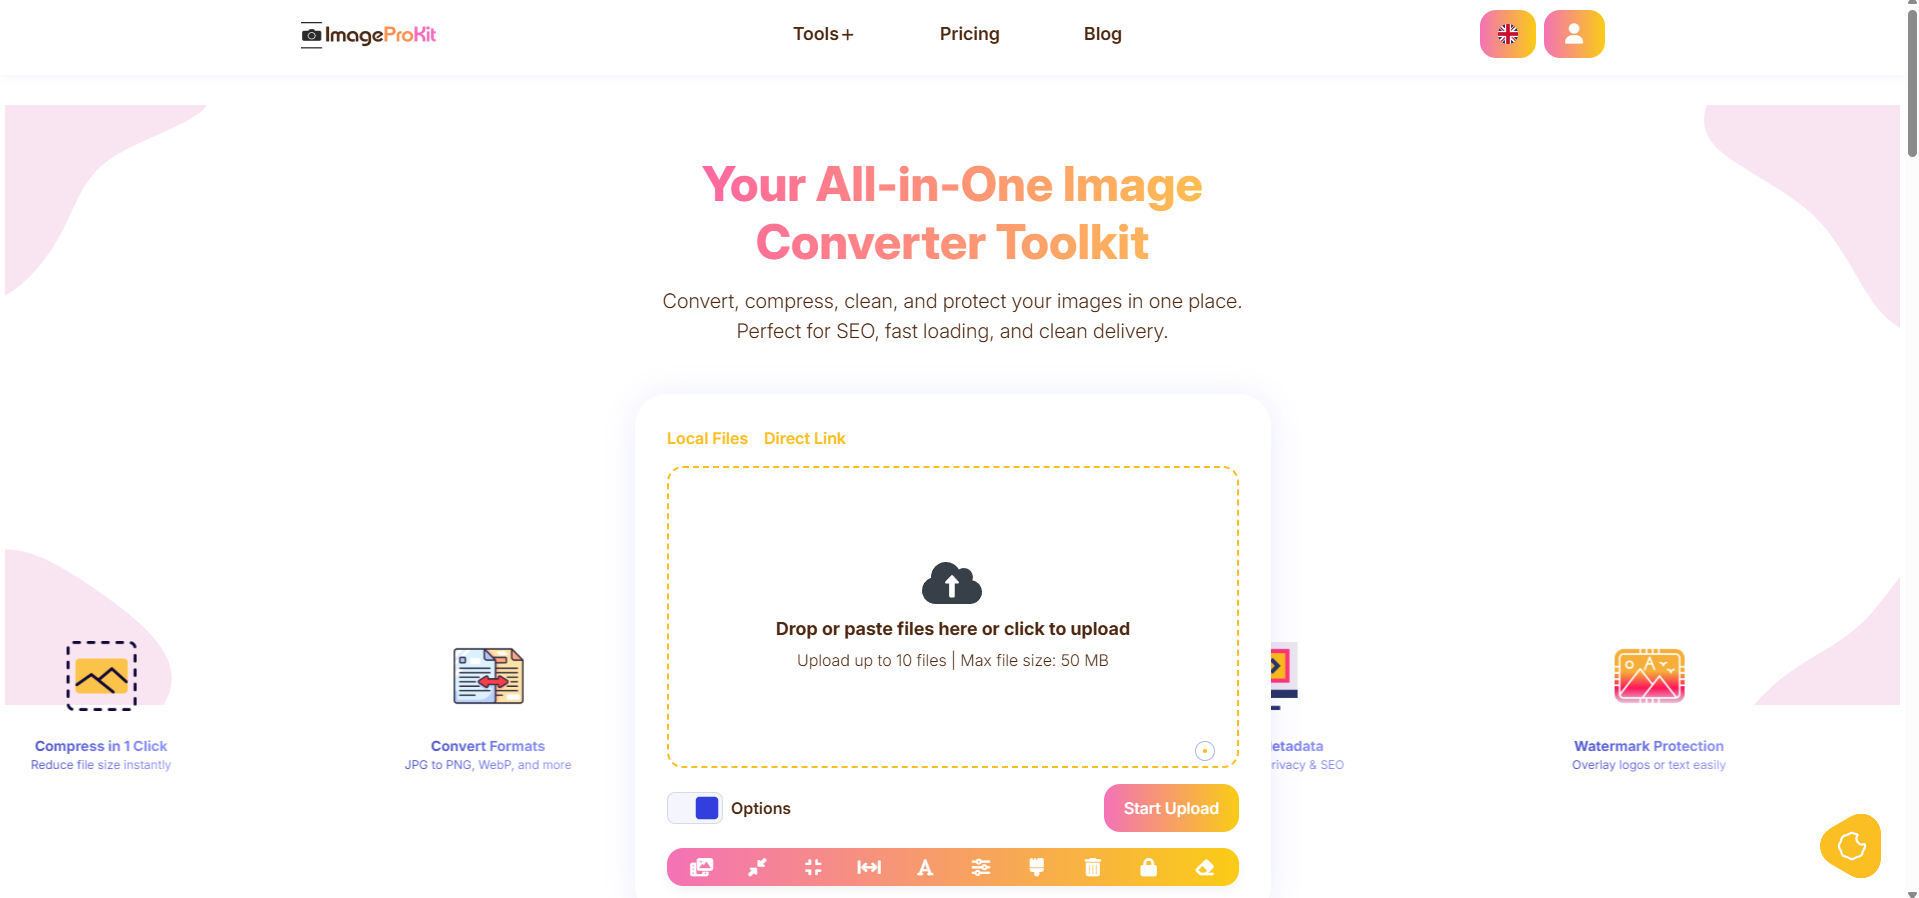 ImageProKit
Tools+
Pricing
Blog
Your All-in-One Image
Converter Toolkit
Convert, compress, clean, and protect your images in one place.
Perfect for SEO, fast loading, and clean delivery.
Local Files Direct Link
Drop or paste files here or click to upload
Upload up to 10 files | Max file size: 50 MB
Compress in 1 Click
Reduce file size instantly
Convert Formats
JPG to PNG, WebP, and more
etadata
rivacy & SEO
Watermark Protection
Overlay logos or text easily
Options
Start Upload